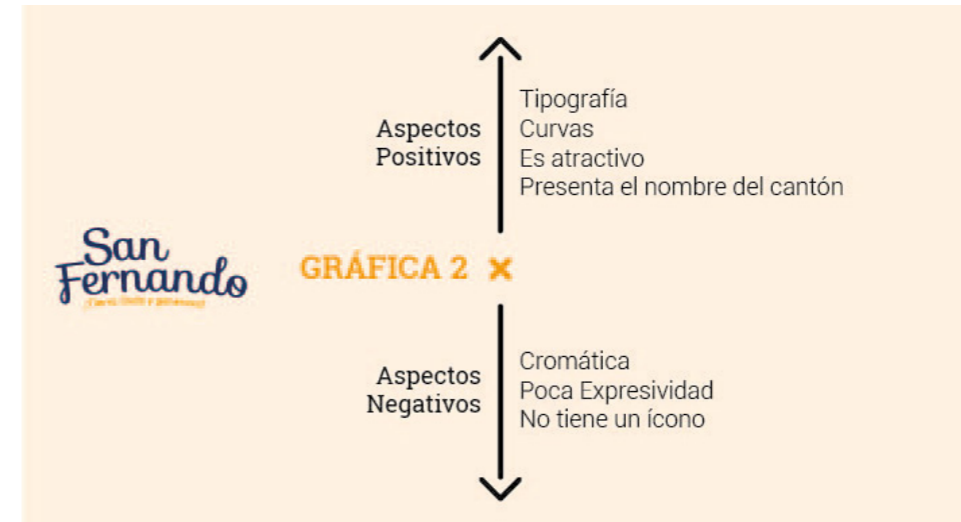 Aspectos
Positivos
Tipografía
Curvas
Es atractivo
Presenta el nombre del cantón
San
Fernando
GRÁFICA 2
Aspectos
Negativos
Cromática
Poca Expresividad
No tiene un ícono